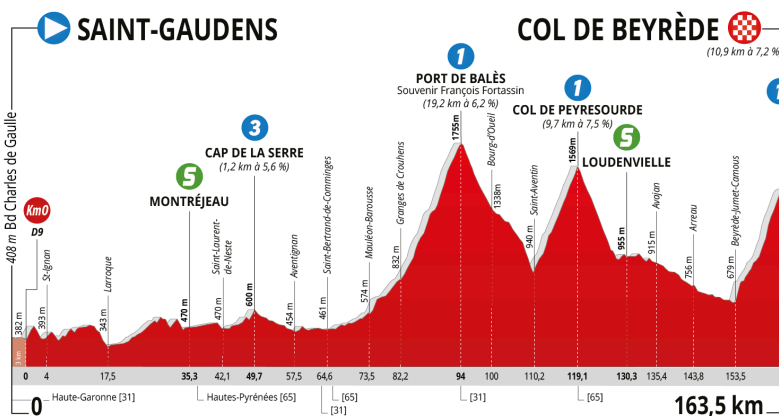 SAINT-GAUDENS
COL DE BEYRÈDE
(10,9 km à 7,2 %
1
PORT DE BALÈS
Souvenir François Fortassin
(19,2 km à 6,2 %)
1
COL DE PEYRESOURDE
(9,7 km à 7,5 %)
3
CAP DE LA SERRE
(1,2 km à 5,6 %)
S
LOUDENVIELLE
S
MONTRÉJEAU
Km0
D9
408 m Bd Charles de Gaulle
382 m
St-Ignan
393 m
Larroque
343 m
470 m
Saint-Laurent-
de-Neste
470 m
600 m
Aventignan
454 m
Saint-Bertrand-de-Comminges
461 m
Mauléon-Barousse
574 m
Granges de Crouhens
832 m
1755m
Bourg-d'Oueil
1338m
Saint-Aventin
940 m
1569m
955 m
Avajan
915 m
Arreau
756 m
Beyrède-Jumet-Camous
679 m
3 km
0 4 17,5 35,3 42,1 49,7 57,5 64,6 73,5 82,2 94 100 110,2 119,1 130,3 135,4 143,8 153,5
Haute-Garonne [31]
Hautes-Pyrénées [65]
[31]
[65]
[31]
[65]
0
163,5 km